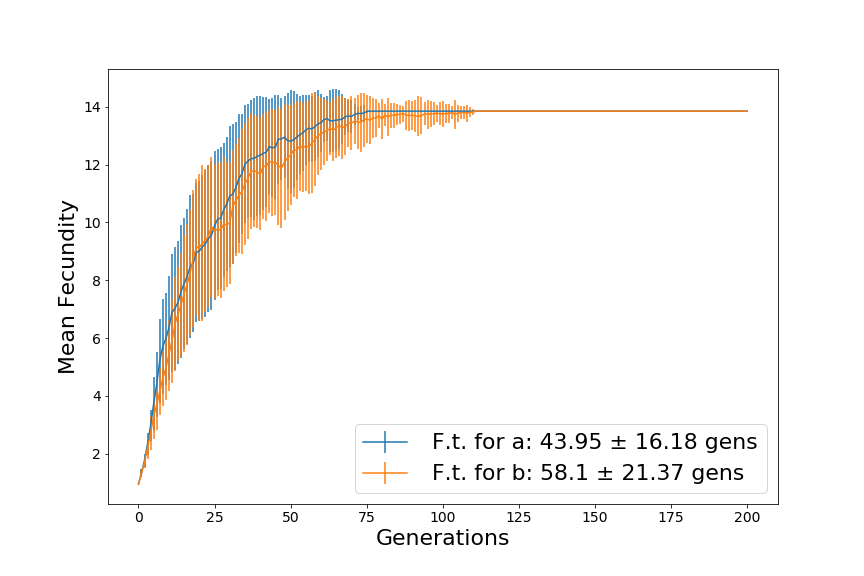 14
12
10
8
6
4
2
Mean Fecundity
F.t. for a: 43.95 ± 16.18 gens
F.t. for b: 58.1 ± 21.37 gens
0 25 50 75 100 125 150 175 200
Generations